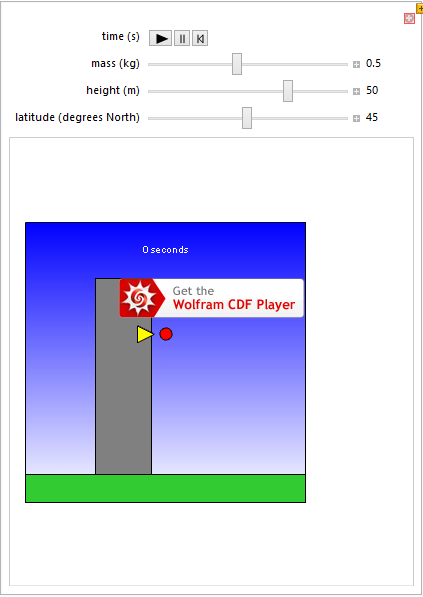 time (s)
mass (kg) 0.5
height (m) 50
latitude (degrees North) 45
0 seconds
Get the
Wolfram CDF Player